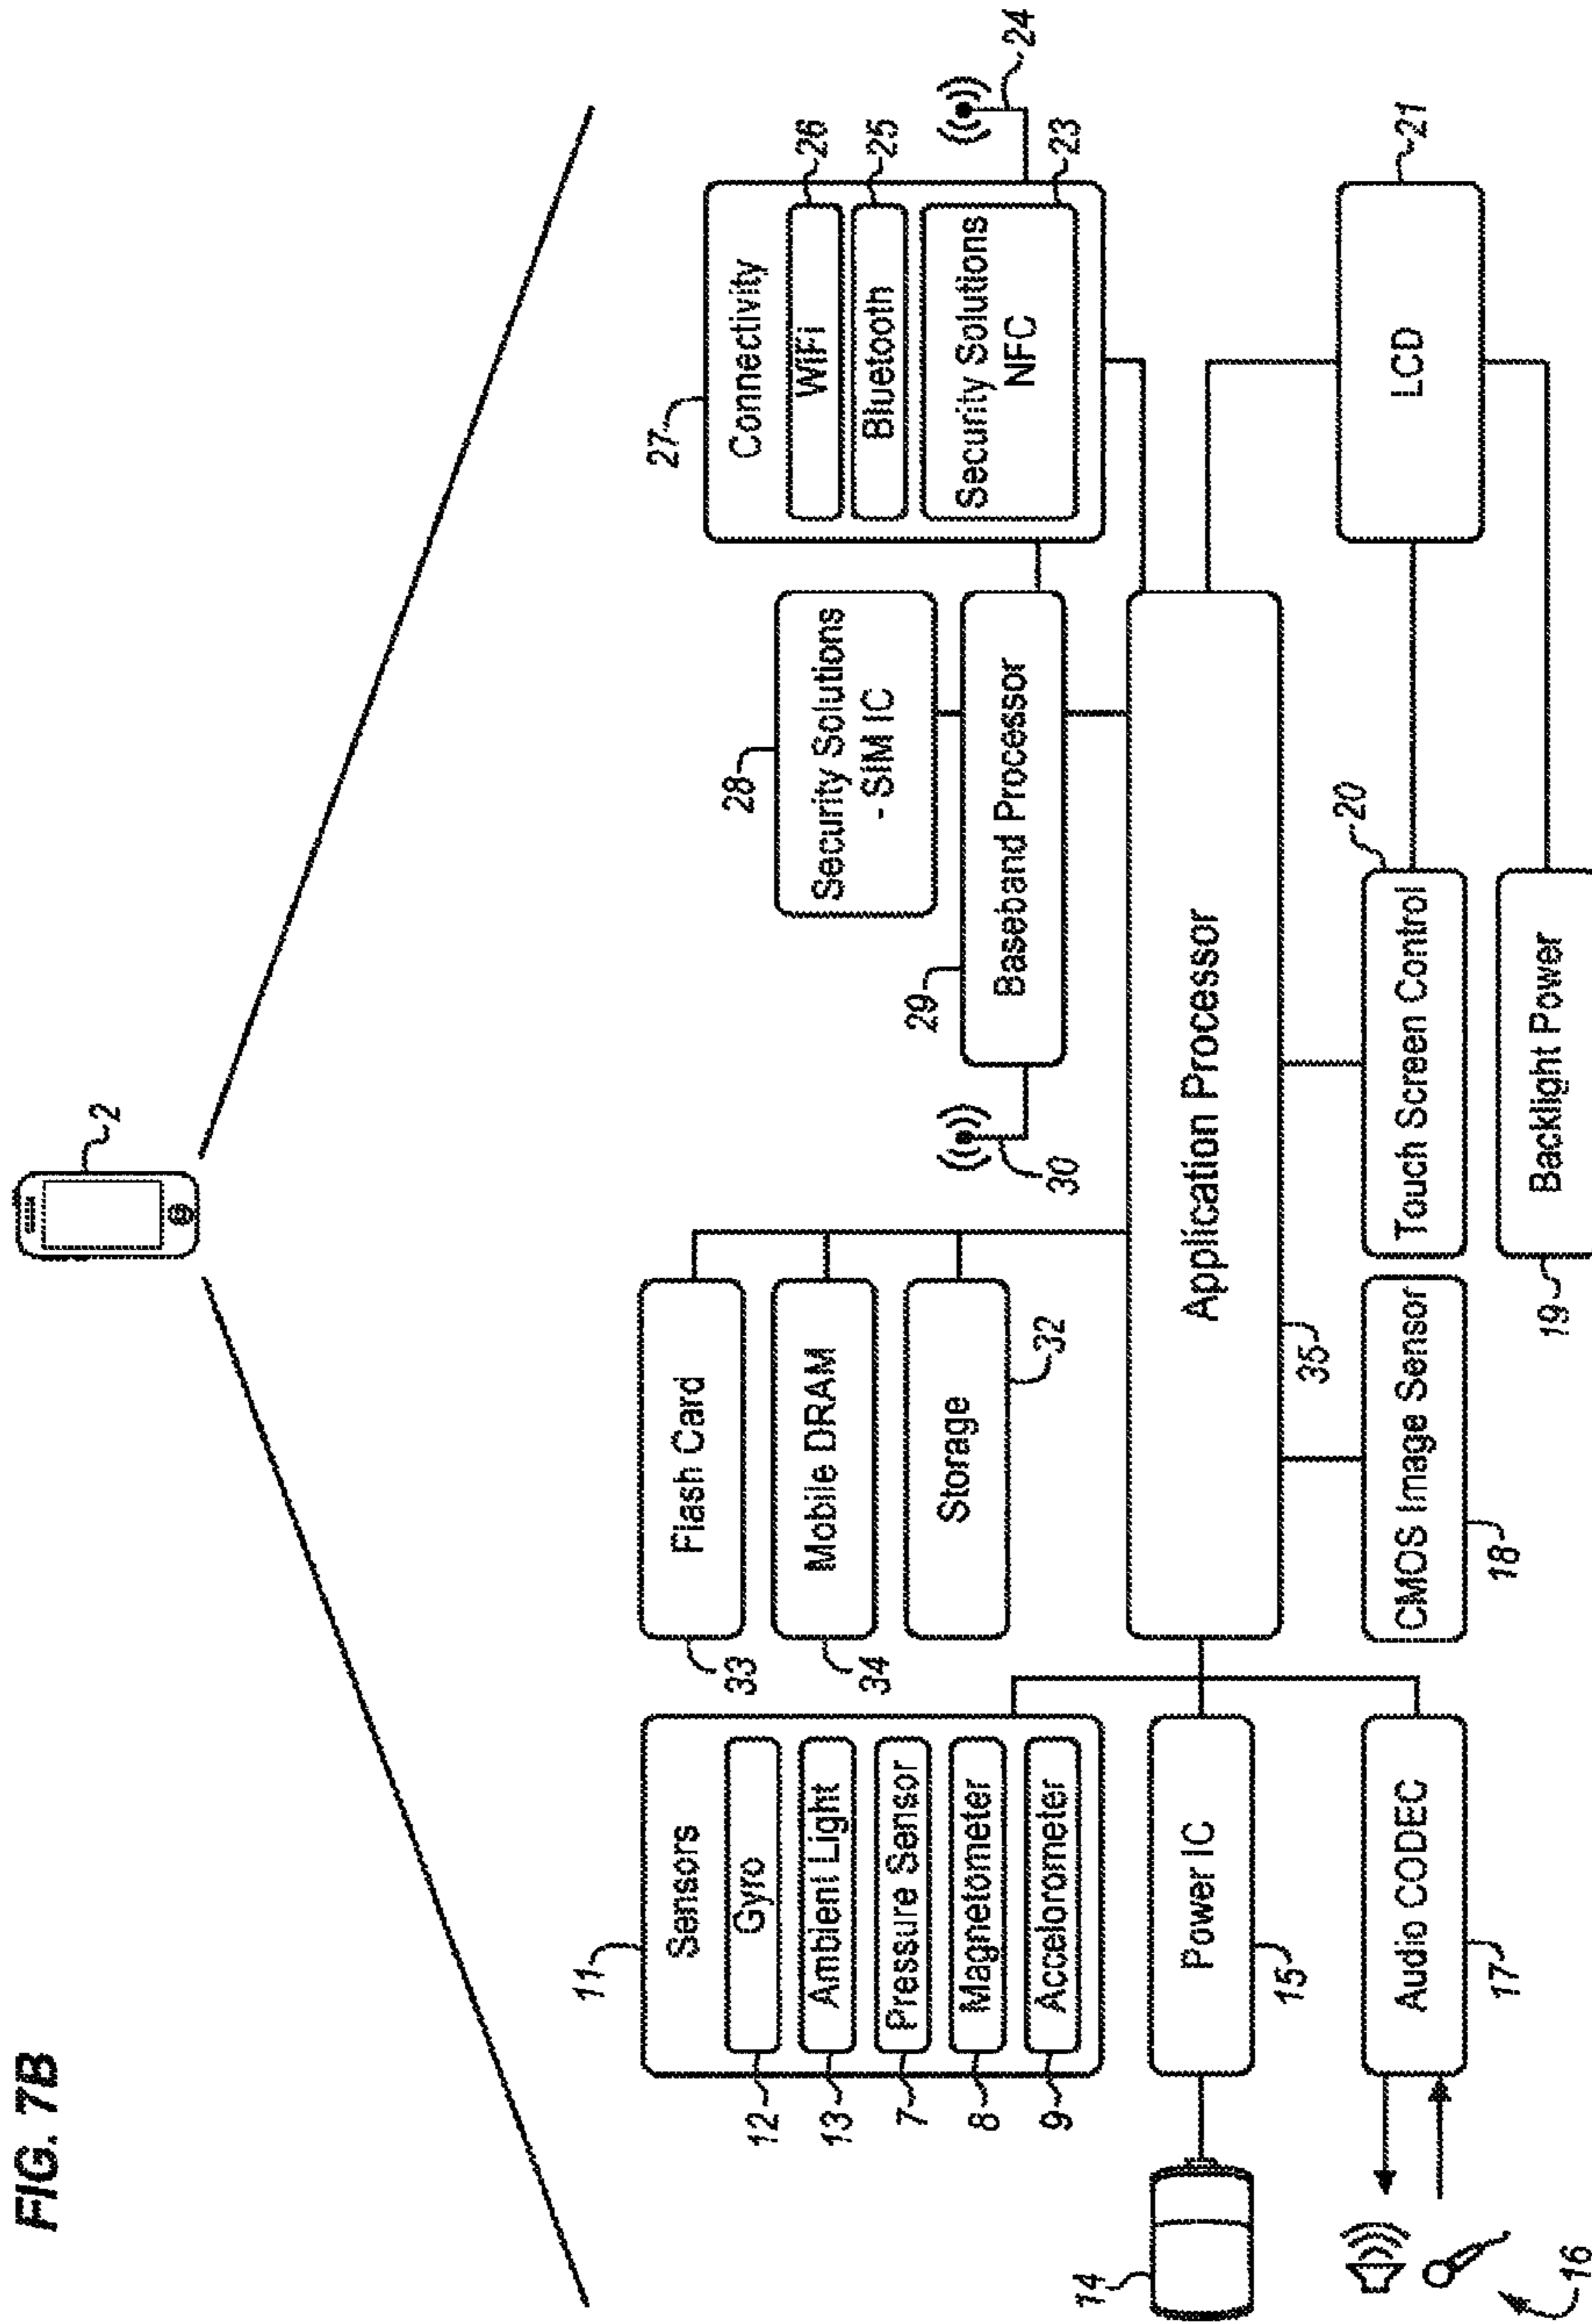 FIG. 7B
2
11
Sensors
12
Gyro
13
Ambient Light
7
Pressure Sensor
8
Magnetometer
9
Accelorometer
14
Power IC
15
16
Audio CODEC
17
Flash Card
33
Mobile DRAM
34
Storage
32
30
28
Security Solutions
- SIM IC
29
Baseband Processor
27
Connectivity
WiFi
26
Bluetooth
25
Security Solutions
NFC
23
24
Application Processor
35
CMOS Image Sensor
18
Touch Screen Control
20
Backlight Power
19
LCD
21